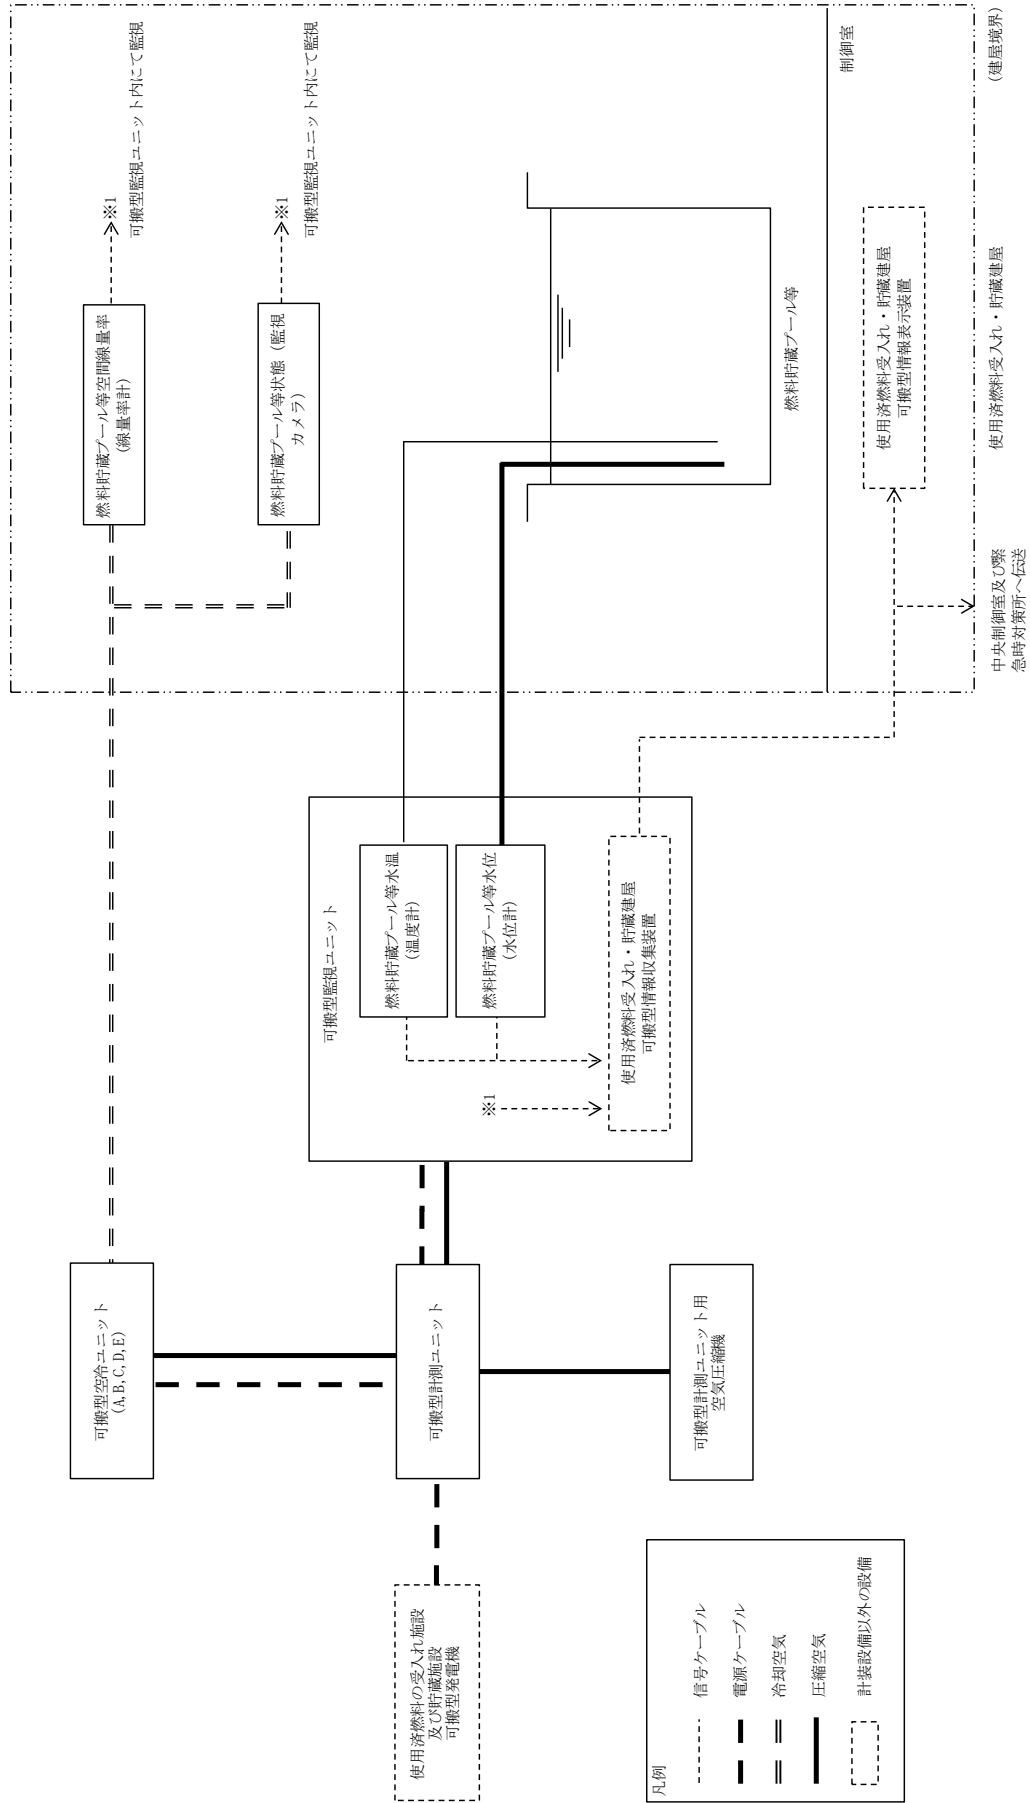 使用済燃料の受入れ施設
及び貯蔵施設
可搬型発電機
可搬型空冷ユニット
(A,B,C,D,E)
可搬型計測ユニット
可搬型計測ユニット用
空気圧縮機
可搬型監視ユニット
燃料貯蔵プール等水温
(温度計)
燃料貯蔵プール等水位
(水位計)
※1
使用済燃料受入れ・貯蔵建屋
可搬型情報収集装置
燃料貯蔵プール等空間線量率
(線量率計)
※1
可搬型監視ユニット内にて監視
燃料貯蔵プール等状態(監視
カメラ)
※1
可搬型監視ユニット内にて監視
燃料貯蔵プール等
制御室
使用済燃料受入れ・貯蔵建屋
可搬型情報表示装置
中央制御室及び緊
急時対策所へ伝送
使用済燃料受入れ・貯蔵建屋
(建屋境界)
凡例
信号ケーブル
電源ケーブル
冷却空気
圧縮空気
計装設備以外の設備